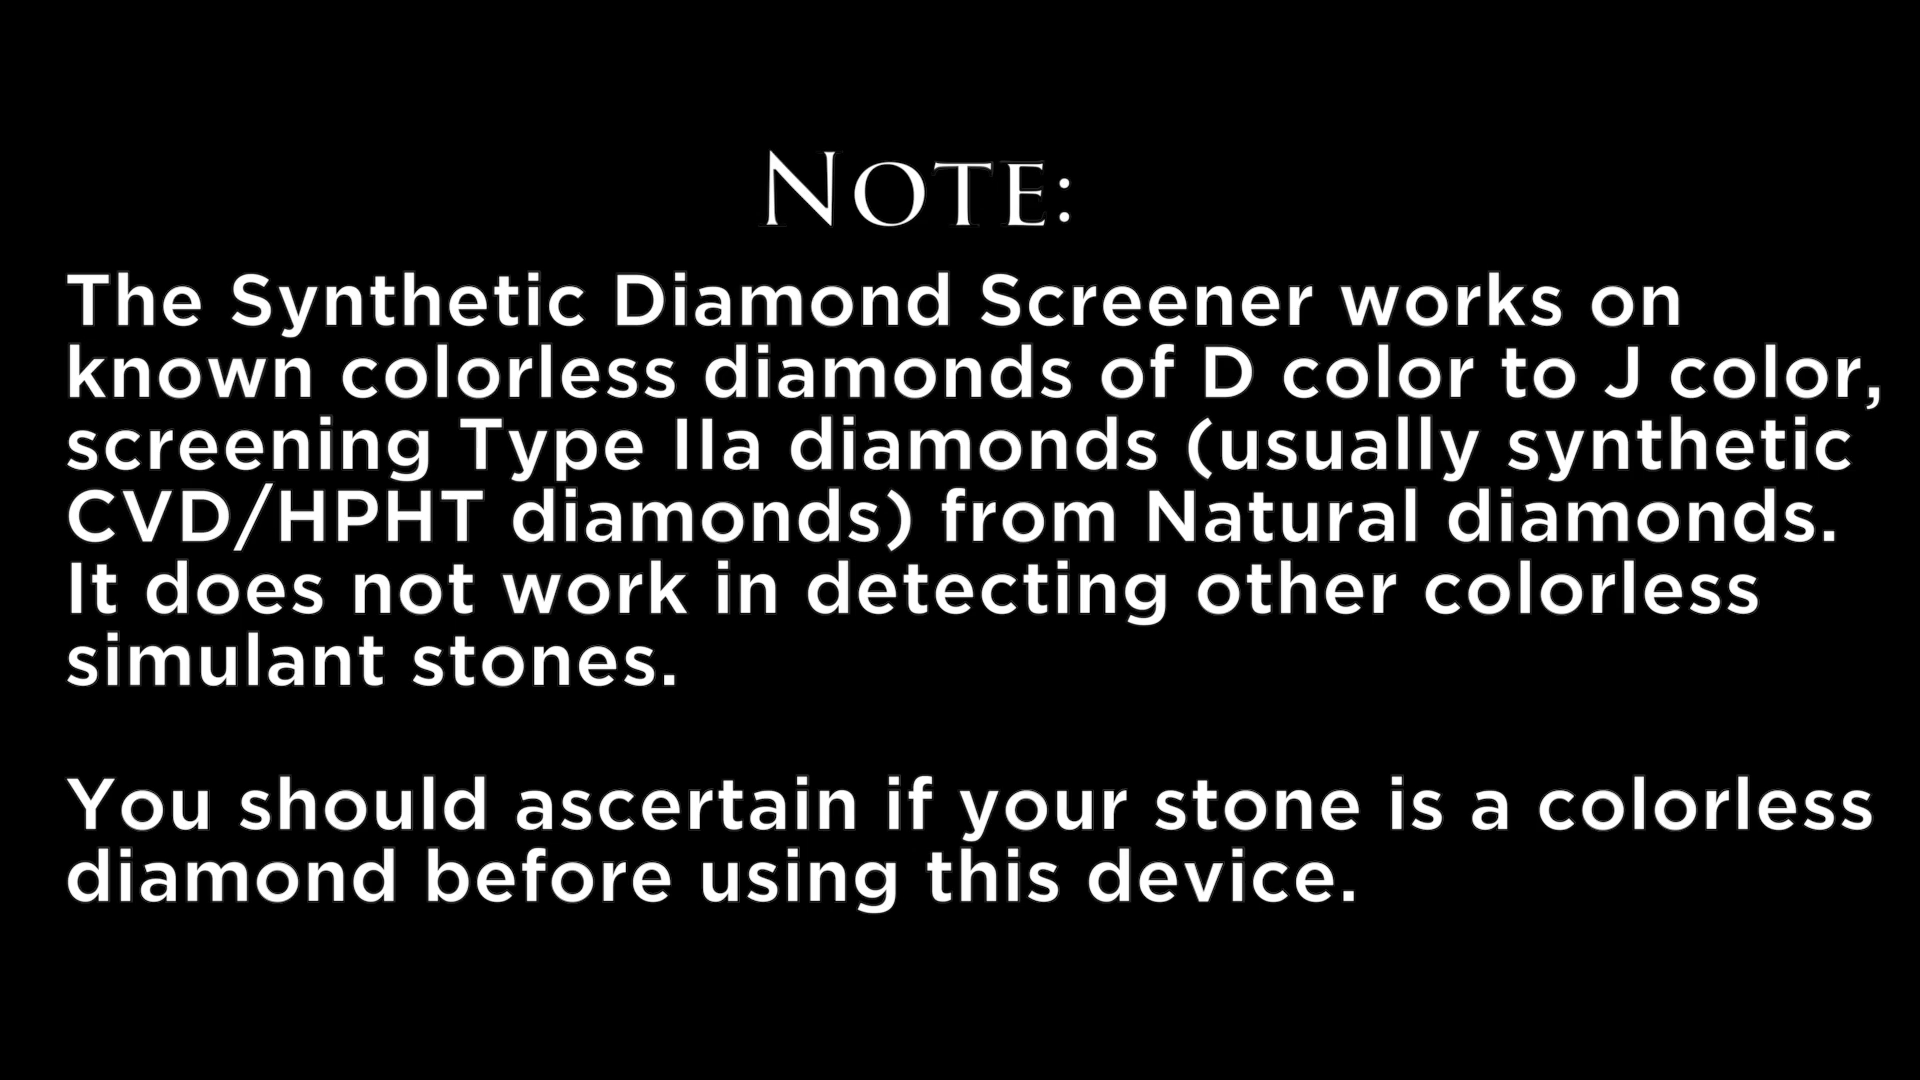 NOTE:
The Synthetic Diamond Screener works on
known colorless diamonds of D color to J color,
screening Type IIa diamonds (usually synthetic
CVD/HPHT diamonds) from Natural diamonds.
It does not work in detecting other colorless
simulant stones.
You should ascertain if your stone is a colorless
diamond before using this device.